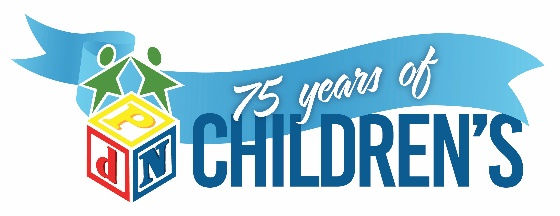 75 years of
P
P N
CHILDREN'S